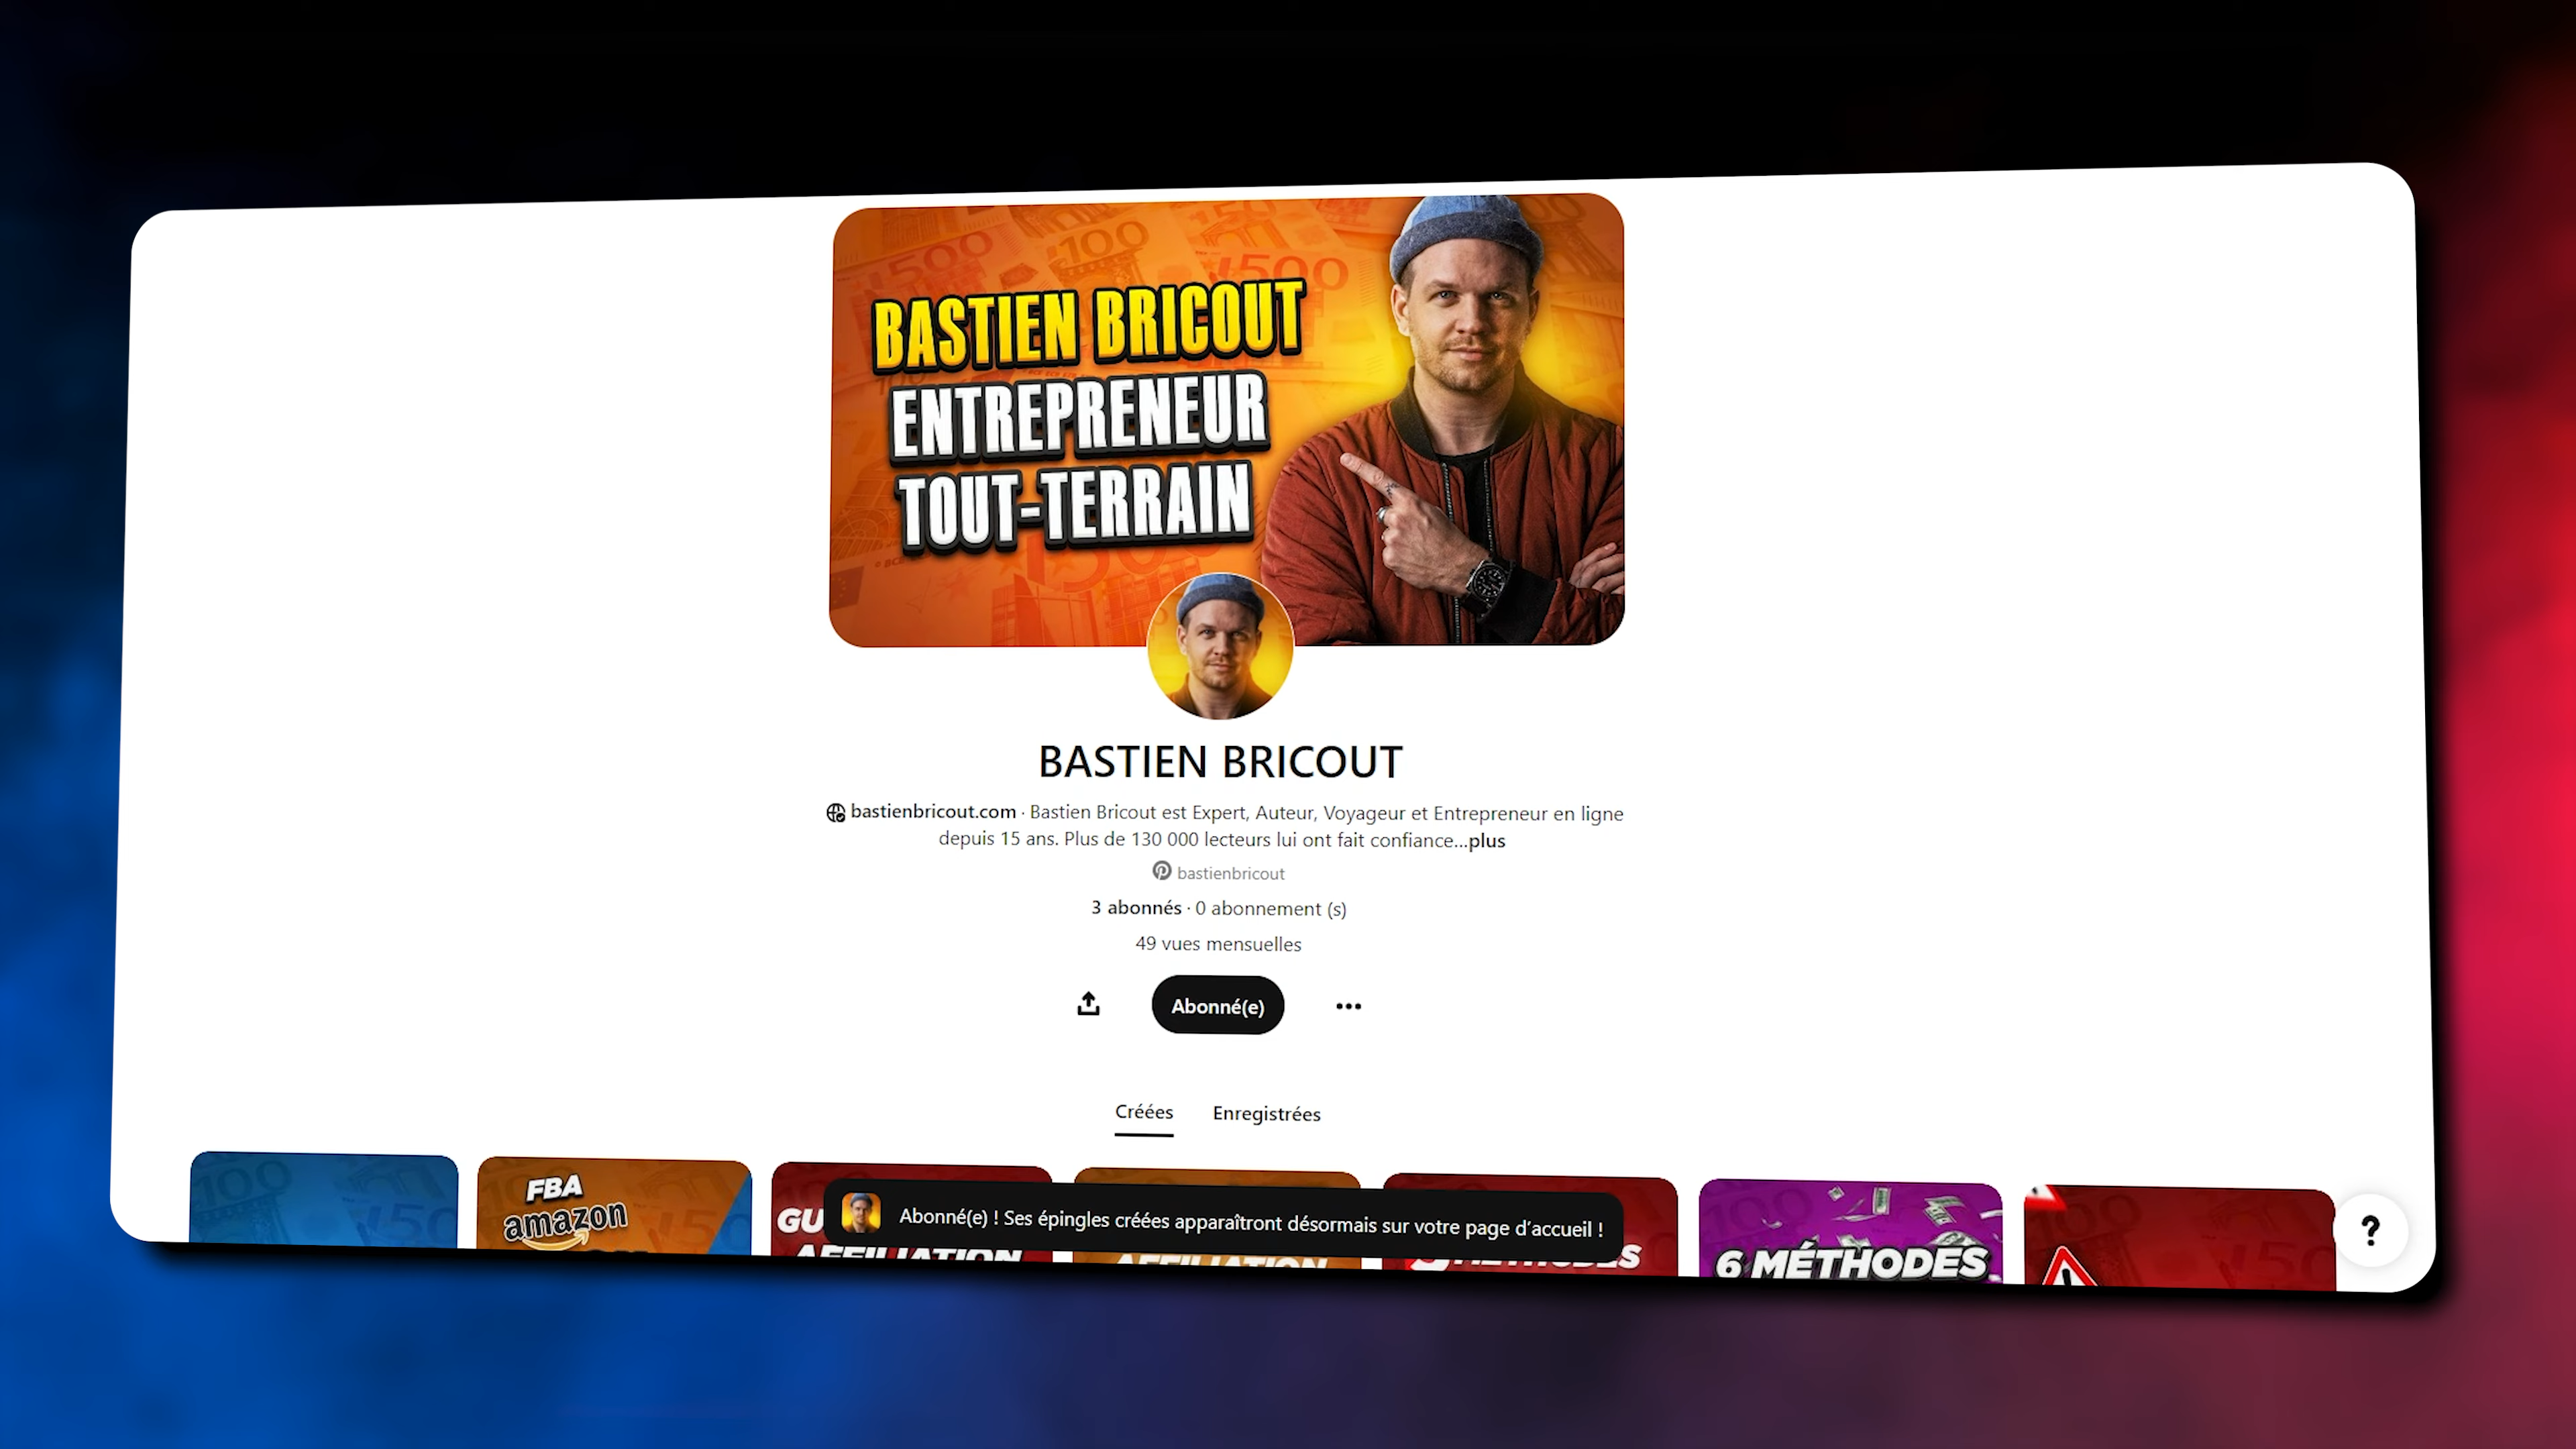 BASTIEN BRICOUT
ENTREPRENEUR
TOUT-TERRAIN
BASTIEN BRICOUT
bastienbricout.com · Bastien Bricout est Expert, Auteur, Voyageur et Entrepreneur en ligne
depuis 15 ans. Plus de 130 000 lecteurs lui ont fait confiance...plus
bastienbricout
3 abonnés · 0 abonnement (s)
49 vues mensuelles
Abonné(e)
Créées
Enregistrées
FBA
amazon
GU
AFFILIATION
AFFILIATION
6 MÉTHODES
Abonné(e) ! Ses épingles créées apparaîtront désormais sur votre page d'accueil !
?